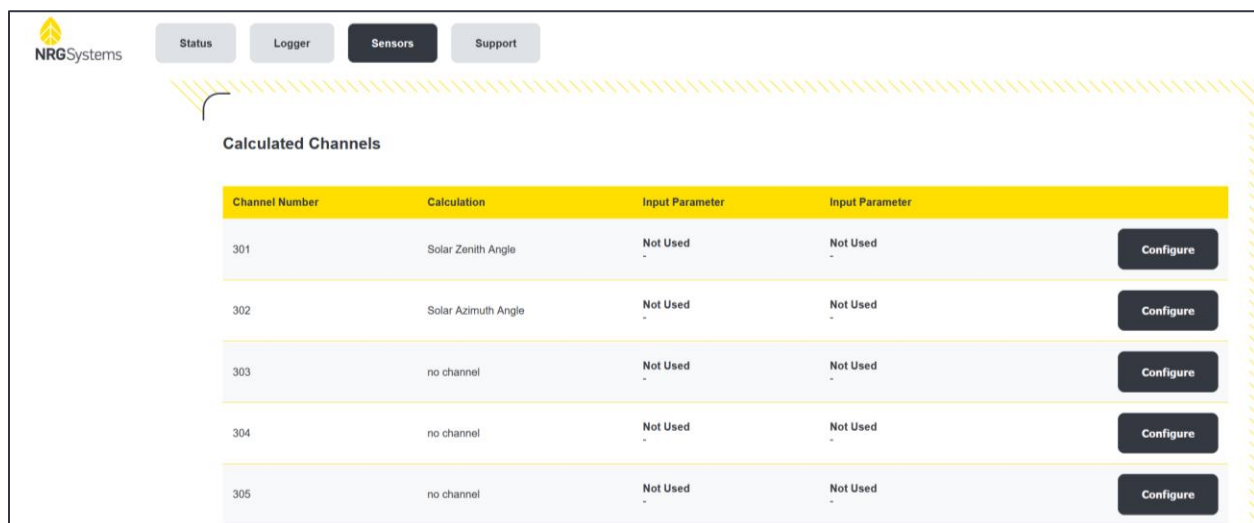 NRGSystems
Status Logger Sensors Support
Calculated Channels
Channel Number Calculation Input Parameter Input Parameter
301 Solar Zenith Angle Not Used Not Used Configure
- -
302 Solar Azimuth Angle Not Used Not Used Configure
- -
303 no channel Not Used Not Used Configure
- -
304 no channel Not Used Not Used Configure
- -
305 no channel Not Used Not Used Configure
- -